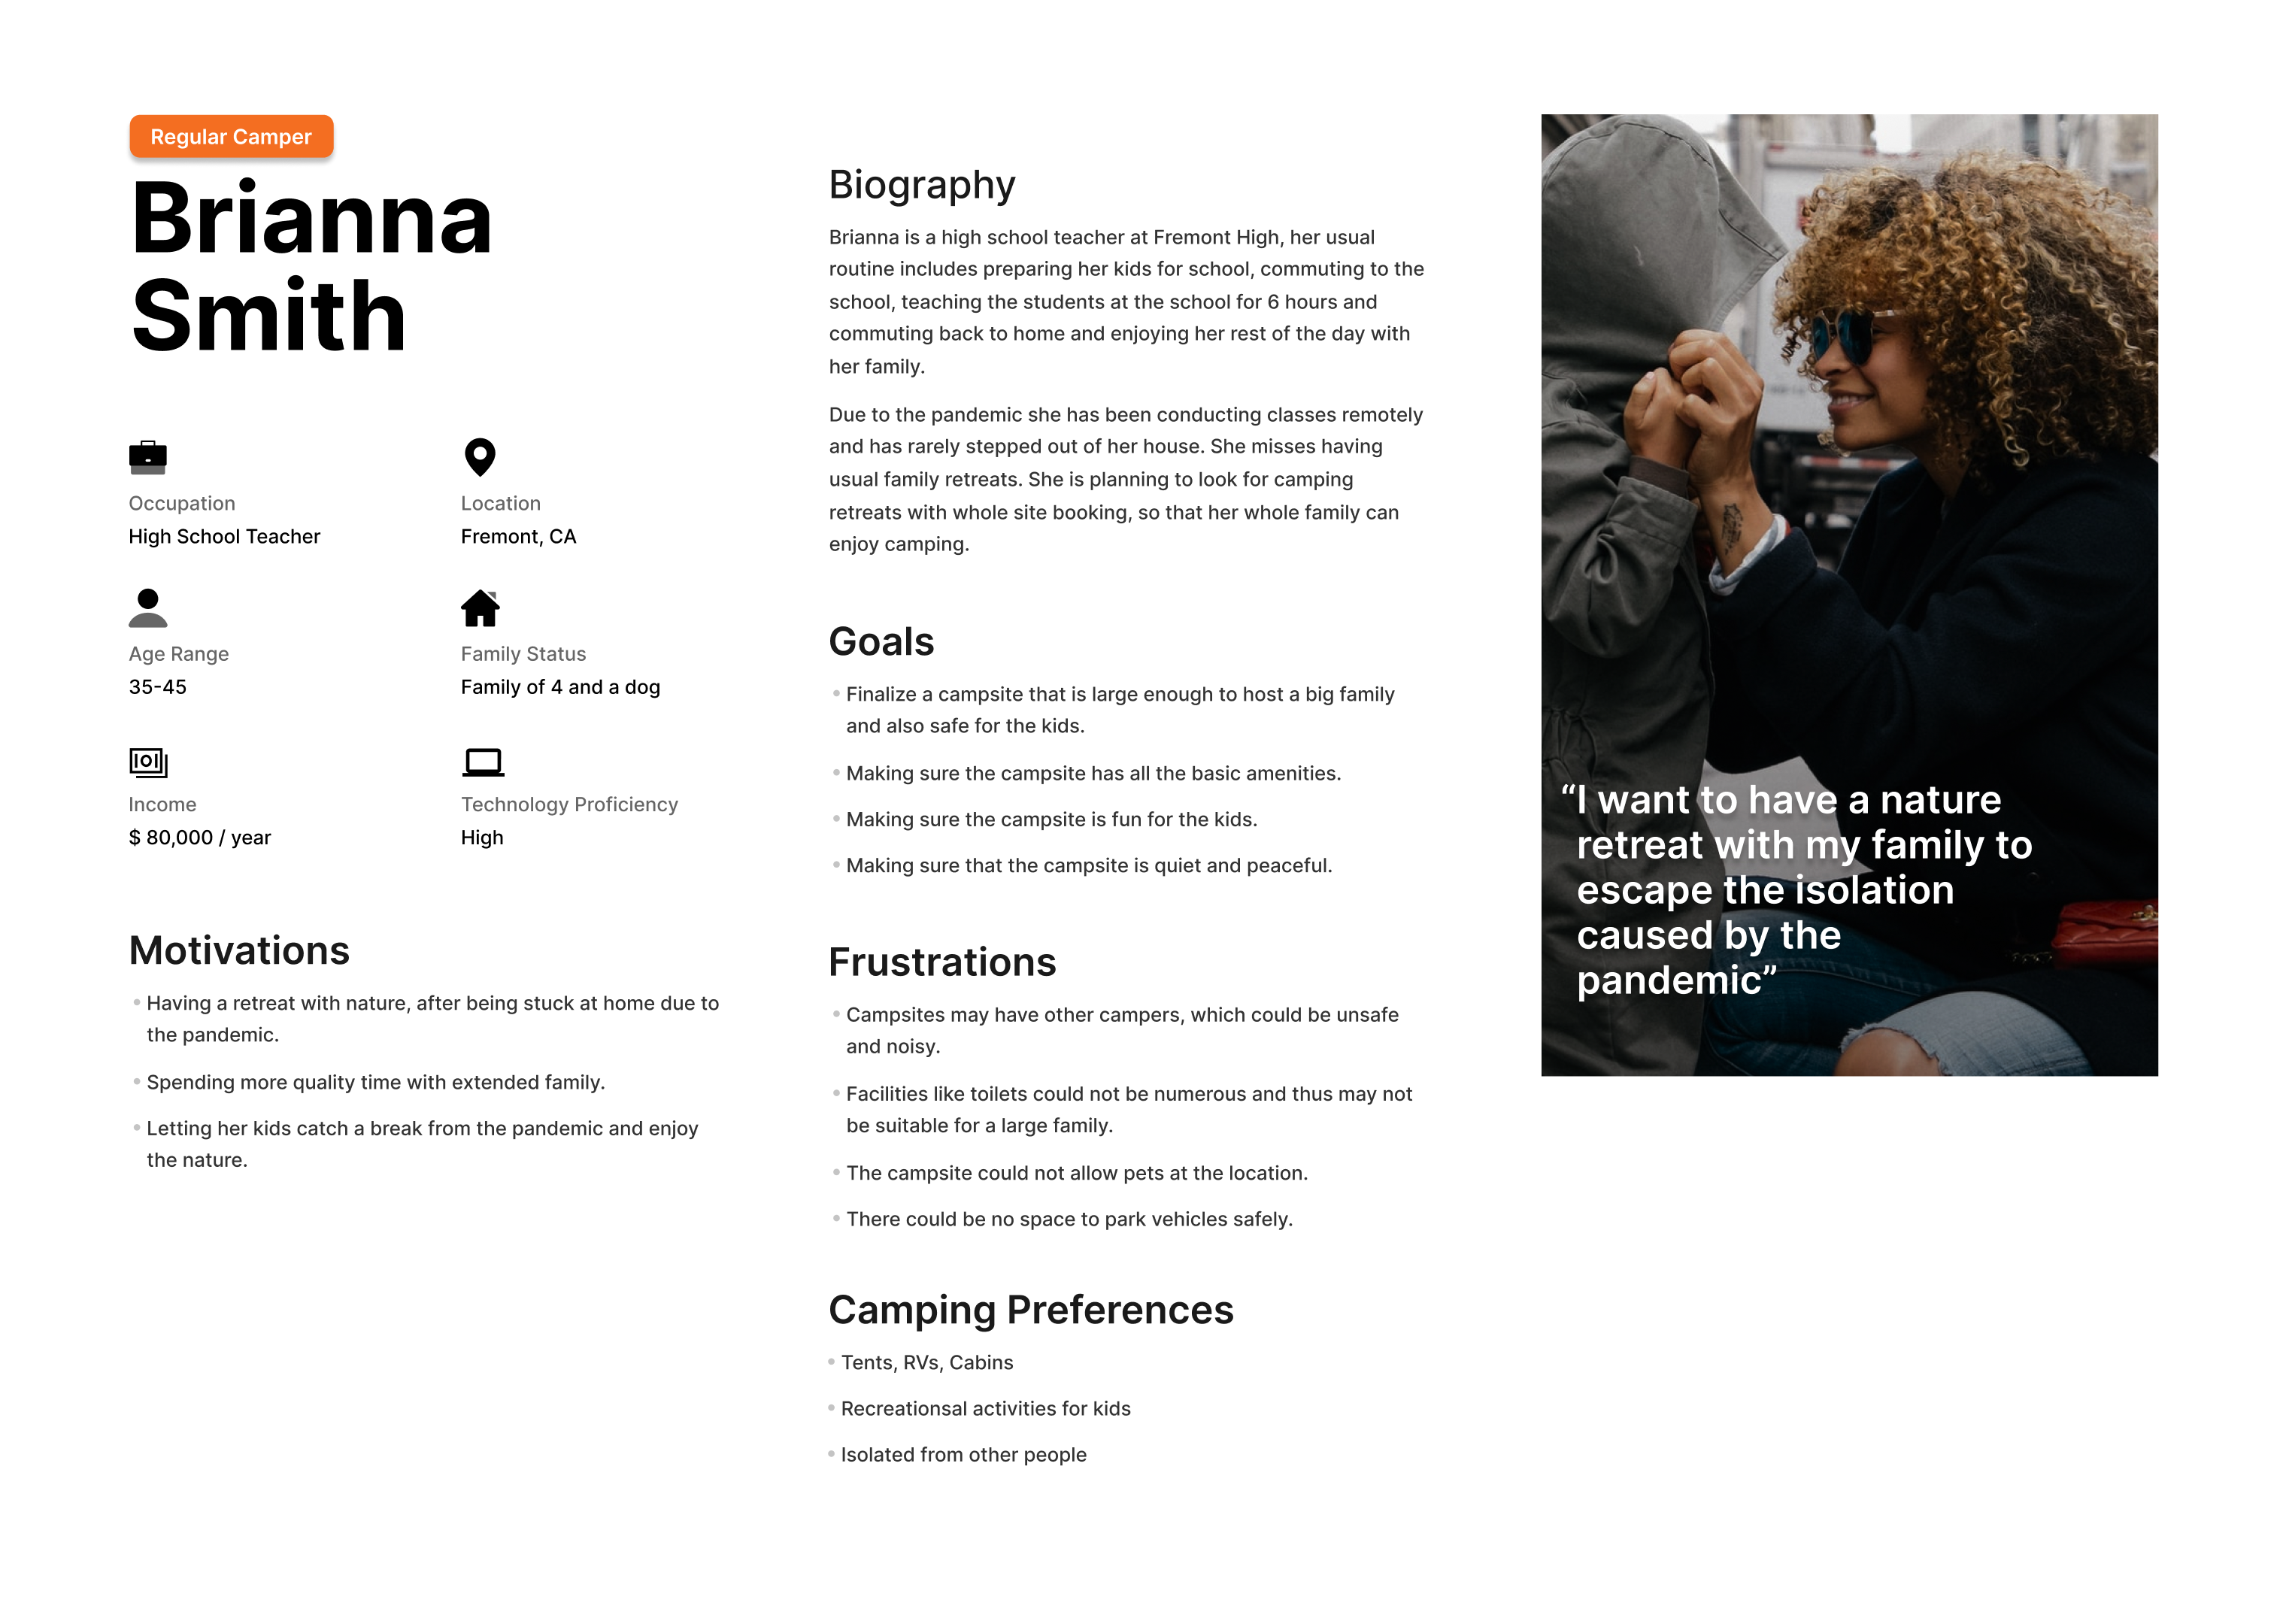 Regular Camper
Brianna
Smith
Occupation
High School Teacher
Location
Fremont, CA
Age Range
35-45
Family Status
Family of 4 and a dog
Income
$ 80,000 / year
Technology Proficiency
High
Motivations
• Having a retreat with nature, after being stuck at home due to
the pandemic.
• Spending more quality time with extended family.
• Letting her kids catch a break from the pandemic and enjoy
the nature.
Biography
Brianna is a high school teacher at Fremont High, her usual
routine includes preparing her kids for school, commuting to the
school, teaching the students at the school for 6 hours and
commuting back to home and enjoying her rest of the day with
her family.
Due to the pandemic she has been conducting classes remotely
and has rarely stepped out of her house. She misses having
usual family retreats. She is planning to look for camping
retreats with whole site booking, so that her whole family can
enjoy camping.
Goals
• Finalize a campsite that is large enough to host a big family
and also safe for the kids.
• Making sure the campsite has all the basic amenities.
• Making sure the campsite is fun for the kids.
• Making sure that the campsite is quiet and peaceful.
Frustrations
• Campsites may have other campers, which could be unsafe
and noisy.
• Facilities like toilets could not be numerous and thus may not
be suitable for a large family.
• The campsite could not allow pets at the location.
• There could be no space to park vehicles safely.
Camping Preferences
• Tents, RVs, Cabins
• Recreationsal activities for kids
• Isolated from other people
“I want to have a nature
retreat with my family to
escape the isolation
caused by the
pandemic”